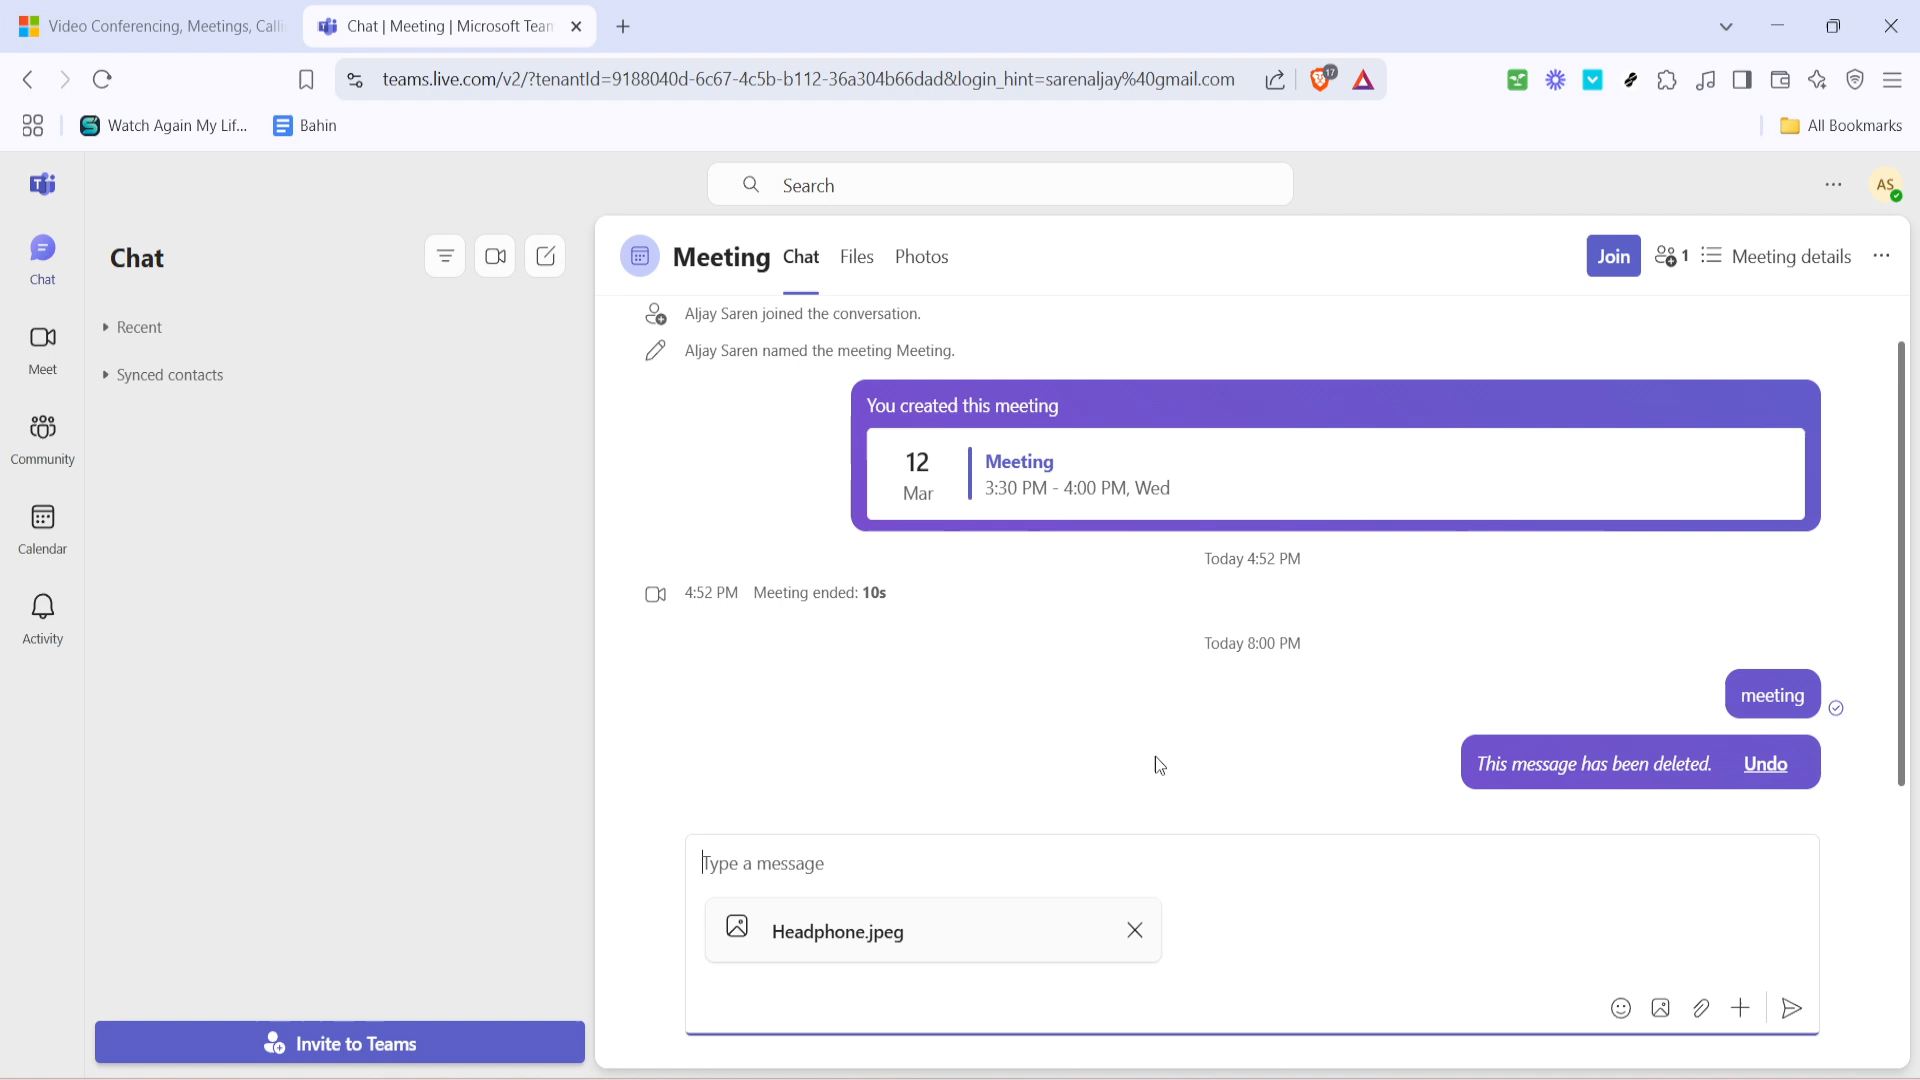 Video Conferencing, Meetings, Calli
Chat | Meeting | Microsoft Team
teams.live.com/v2/?tenantId=9188040d-6c67-4c5b-b112-36a304b66dad&login_hint=sarenaljay%40gmail.com
17
Watch Again My Lif...
Bahin
All Bookmarks
Search
AS
Chat
Meet
Community
Calendar
Activity
Chat
Recent
Synced contacts
Invite to Teams
Meeting Chat Files Photos
Join 1 Meeting details
Aljay Saren joined the conversation.
Aljay Saren named the meeting Meeting.
You created this meeting
12
Mar
Meeting
3:30 PM - 4:00 PM, Wed
Today 4:52 PM
4:52 PM Meeting ended: 10s
Today 8:00 PM
meeting
This message has been deleted. Undo
Type a message
Headphone.jpeg